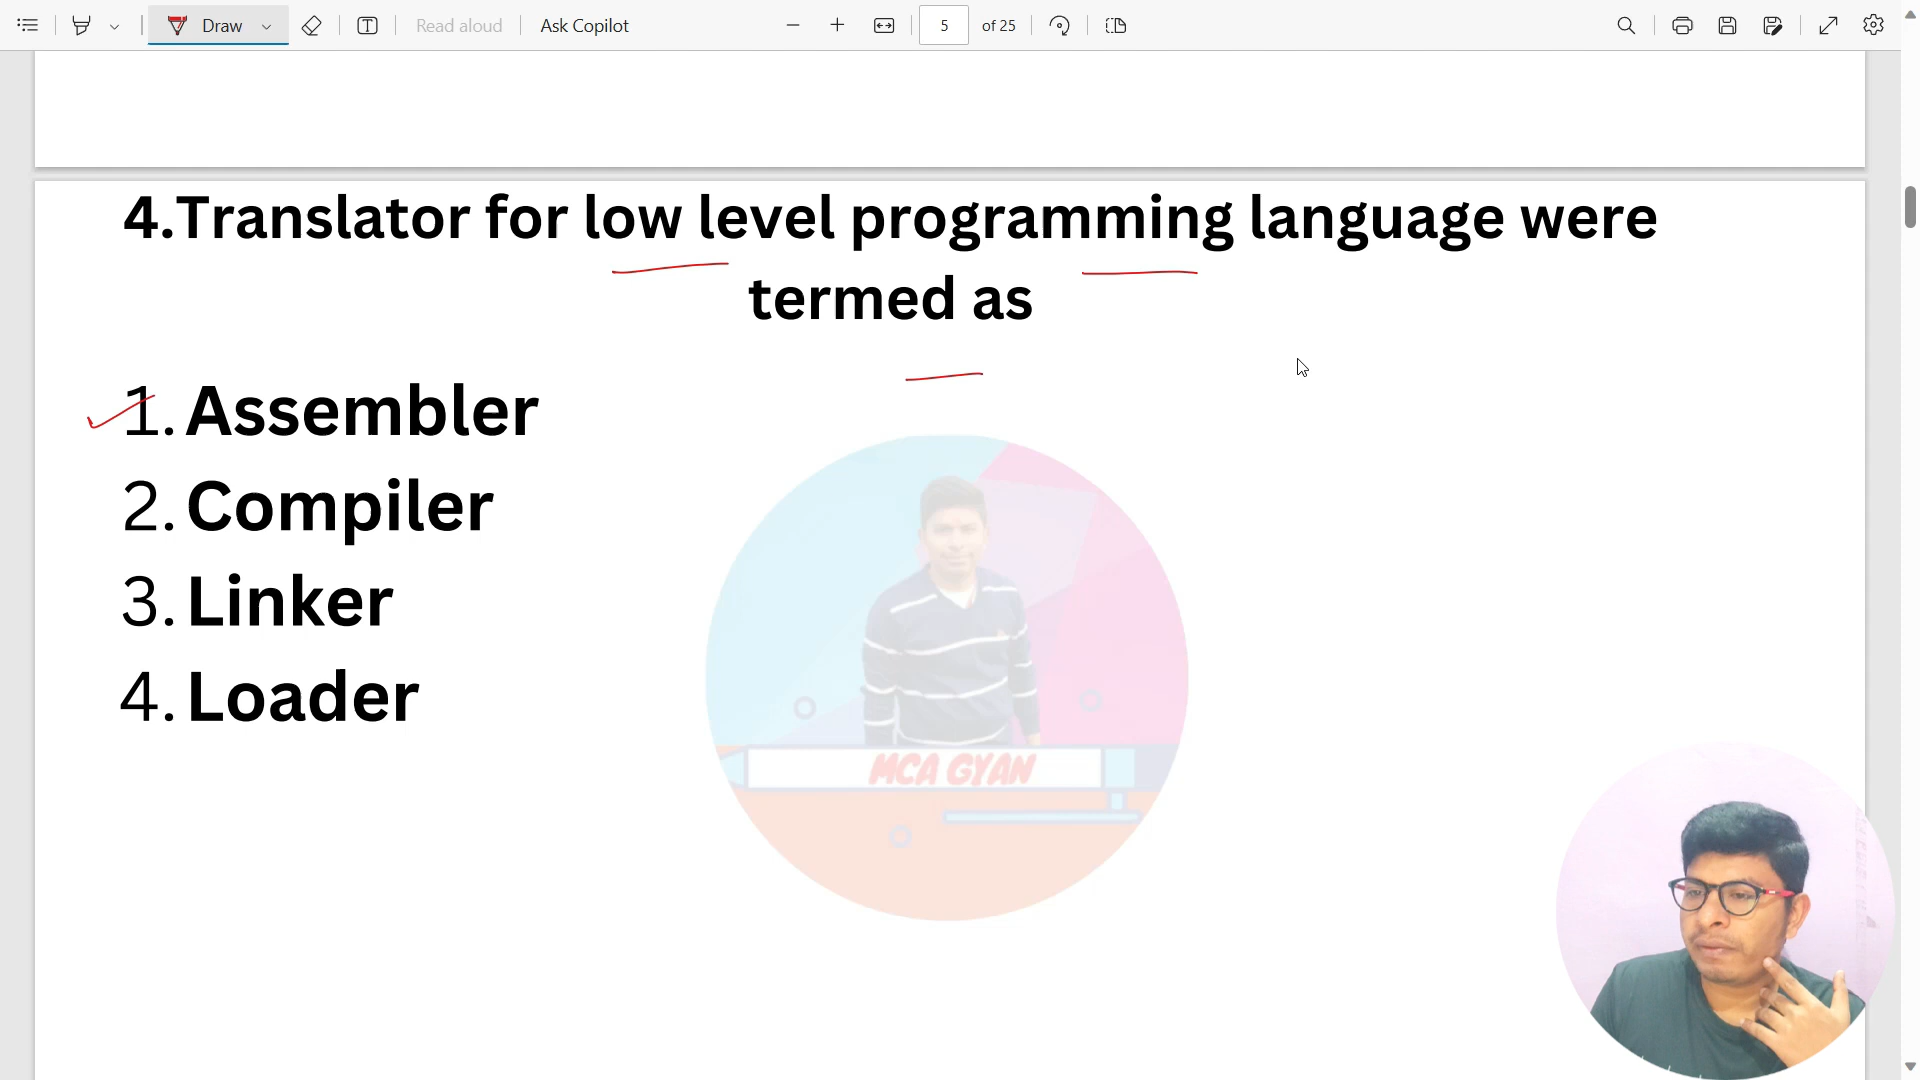 Draw
Read aloud
Ask Copilot
5
of 25
4.Translator for low level programming language were
termed as
1. Assembler
2. Compiler
3. Linker
4. Loader
MCA GYAN